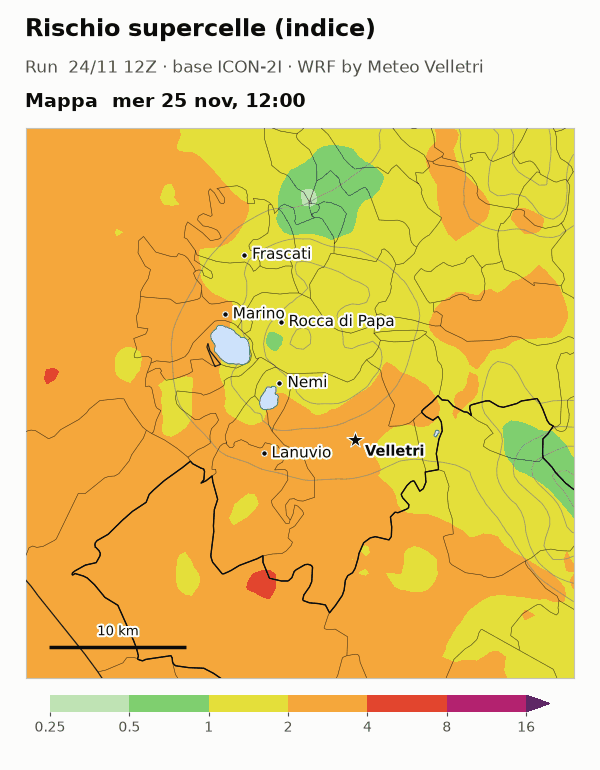 Rischio supercelle (indice)
Run  24/11 12Z · base ICON-2I · WRF by Meteo Velletri
Mappa  mer 25 nov, 12:00
Frascati
Marino
Rocca di Papa
Nemi
Velletri
Lanuvio
10 km
0.25 0.5 1 2 4 8 16